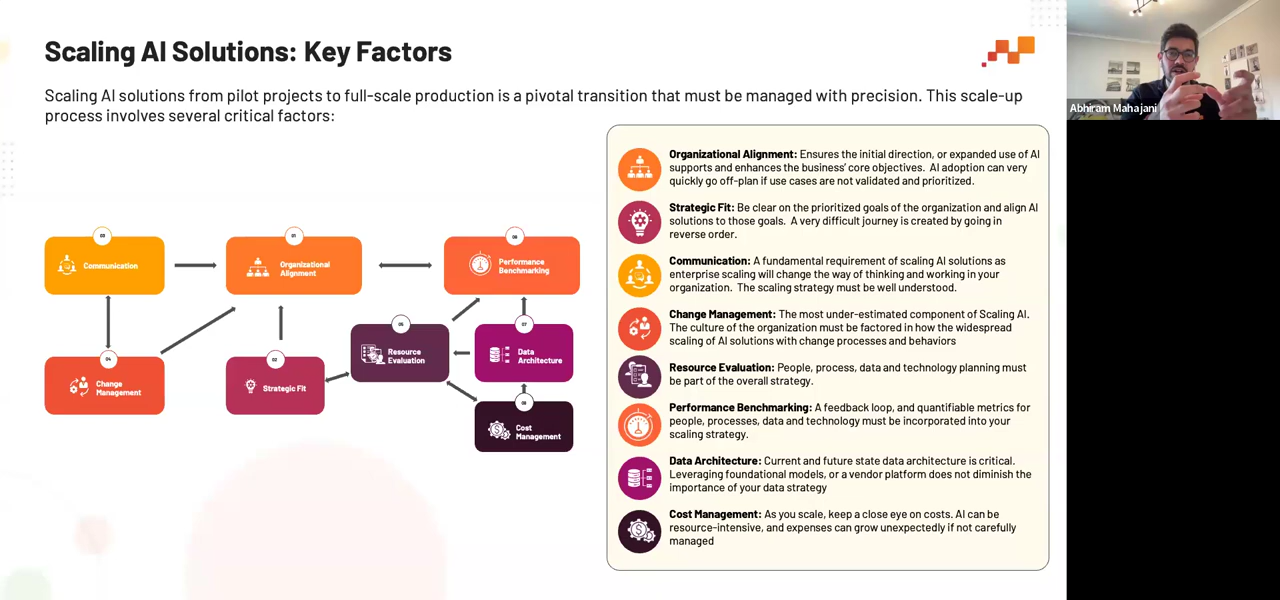 Scaling AI Solutions: Key Factors
Scaling AI solutions from pilot projects to full-scale production is a pivotal transition that must be managed with precision. This scale-up
process involves several critical factors:
Abhiram Mahajani
03
Communication
01
Organizational
Alignment
Performance
Benchmarking
04
Change
Management
02
Strategic Fit
Resource
Evaluation
07
Data
Architecture
Cost
Management
Organizational Alignment: Ensures the initial direction, or expanded use of AI
supports and enhances the business' core objectives. AI adoption can very
quickly go off-plan if use cases are not validated and prioritized.
Strategic Fit: Be clear on the prioritized goals of the organization and align AI
solutions to those goals. A very difficult journey is created by going in
reverse order.
Communication: A fundamental requirement of scaling AI solutions as
enterprise scaling will change the way of thinking and working in your
organization. The scaling strategy must be well understood.
Change Management: The most under-estimated component of Scaling AI.
The culture of the organization must be factored in how the widespread
scaling of AI solutions with change processes and behaviors
Resource Evaluation: People, process, data and technology planning must
be part of the overall strategy.
Performance Benchmarking: A feedback loop, and quantifiable metrics for
people, processes, data and technology must be incorporated into your
scaling strategy.
Data Architecture: Current and future state data architecture is critical.
Leveraging foundational models, or a vendor platform does not diminish the
importance of your data strategy
Cost Management: As you scale, keep a close eye on costs. AI can be
resource-intensive, and expenses can grow unexpectedly if not carefully
managed